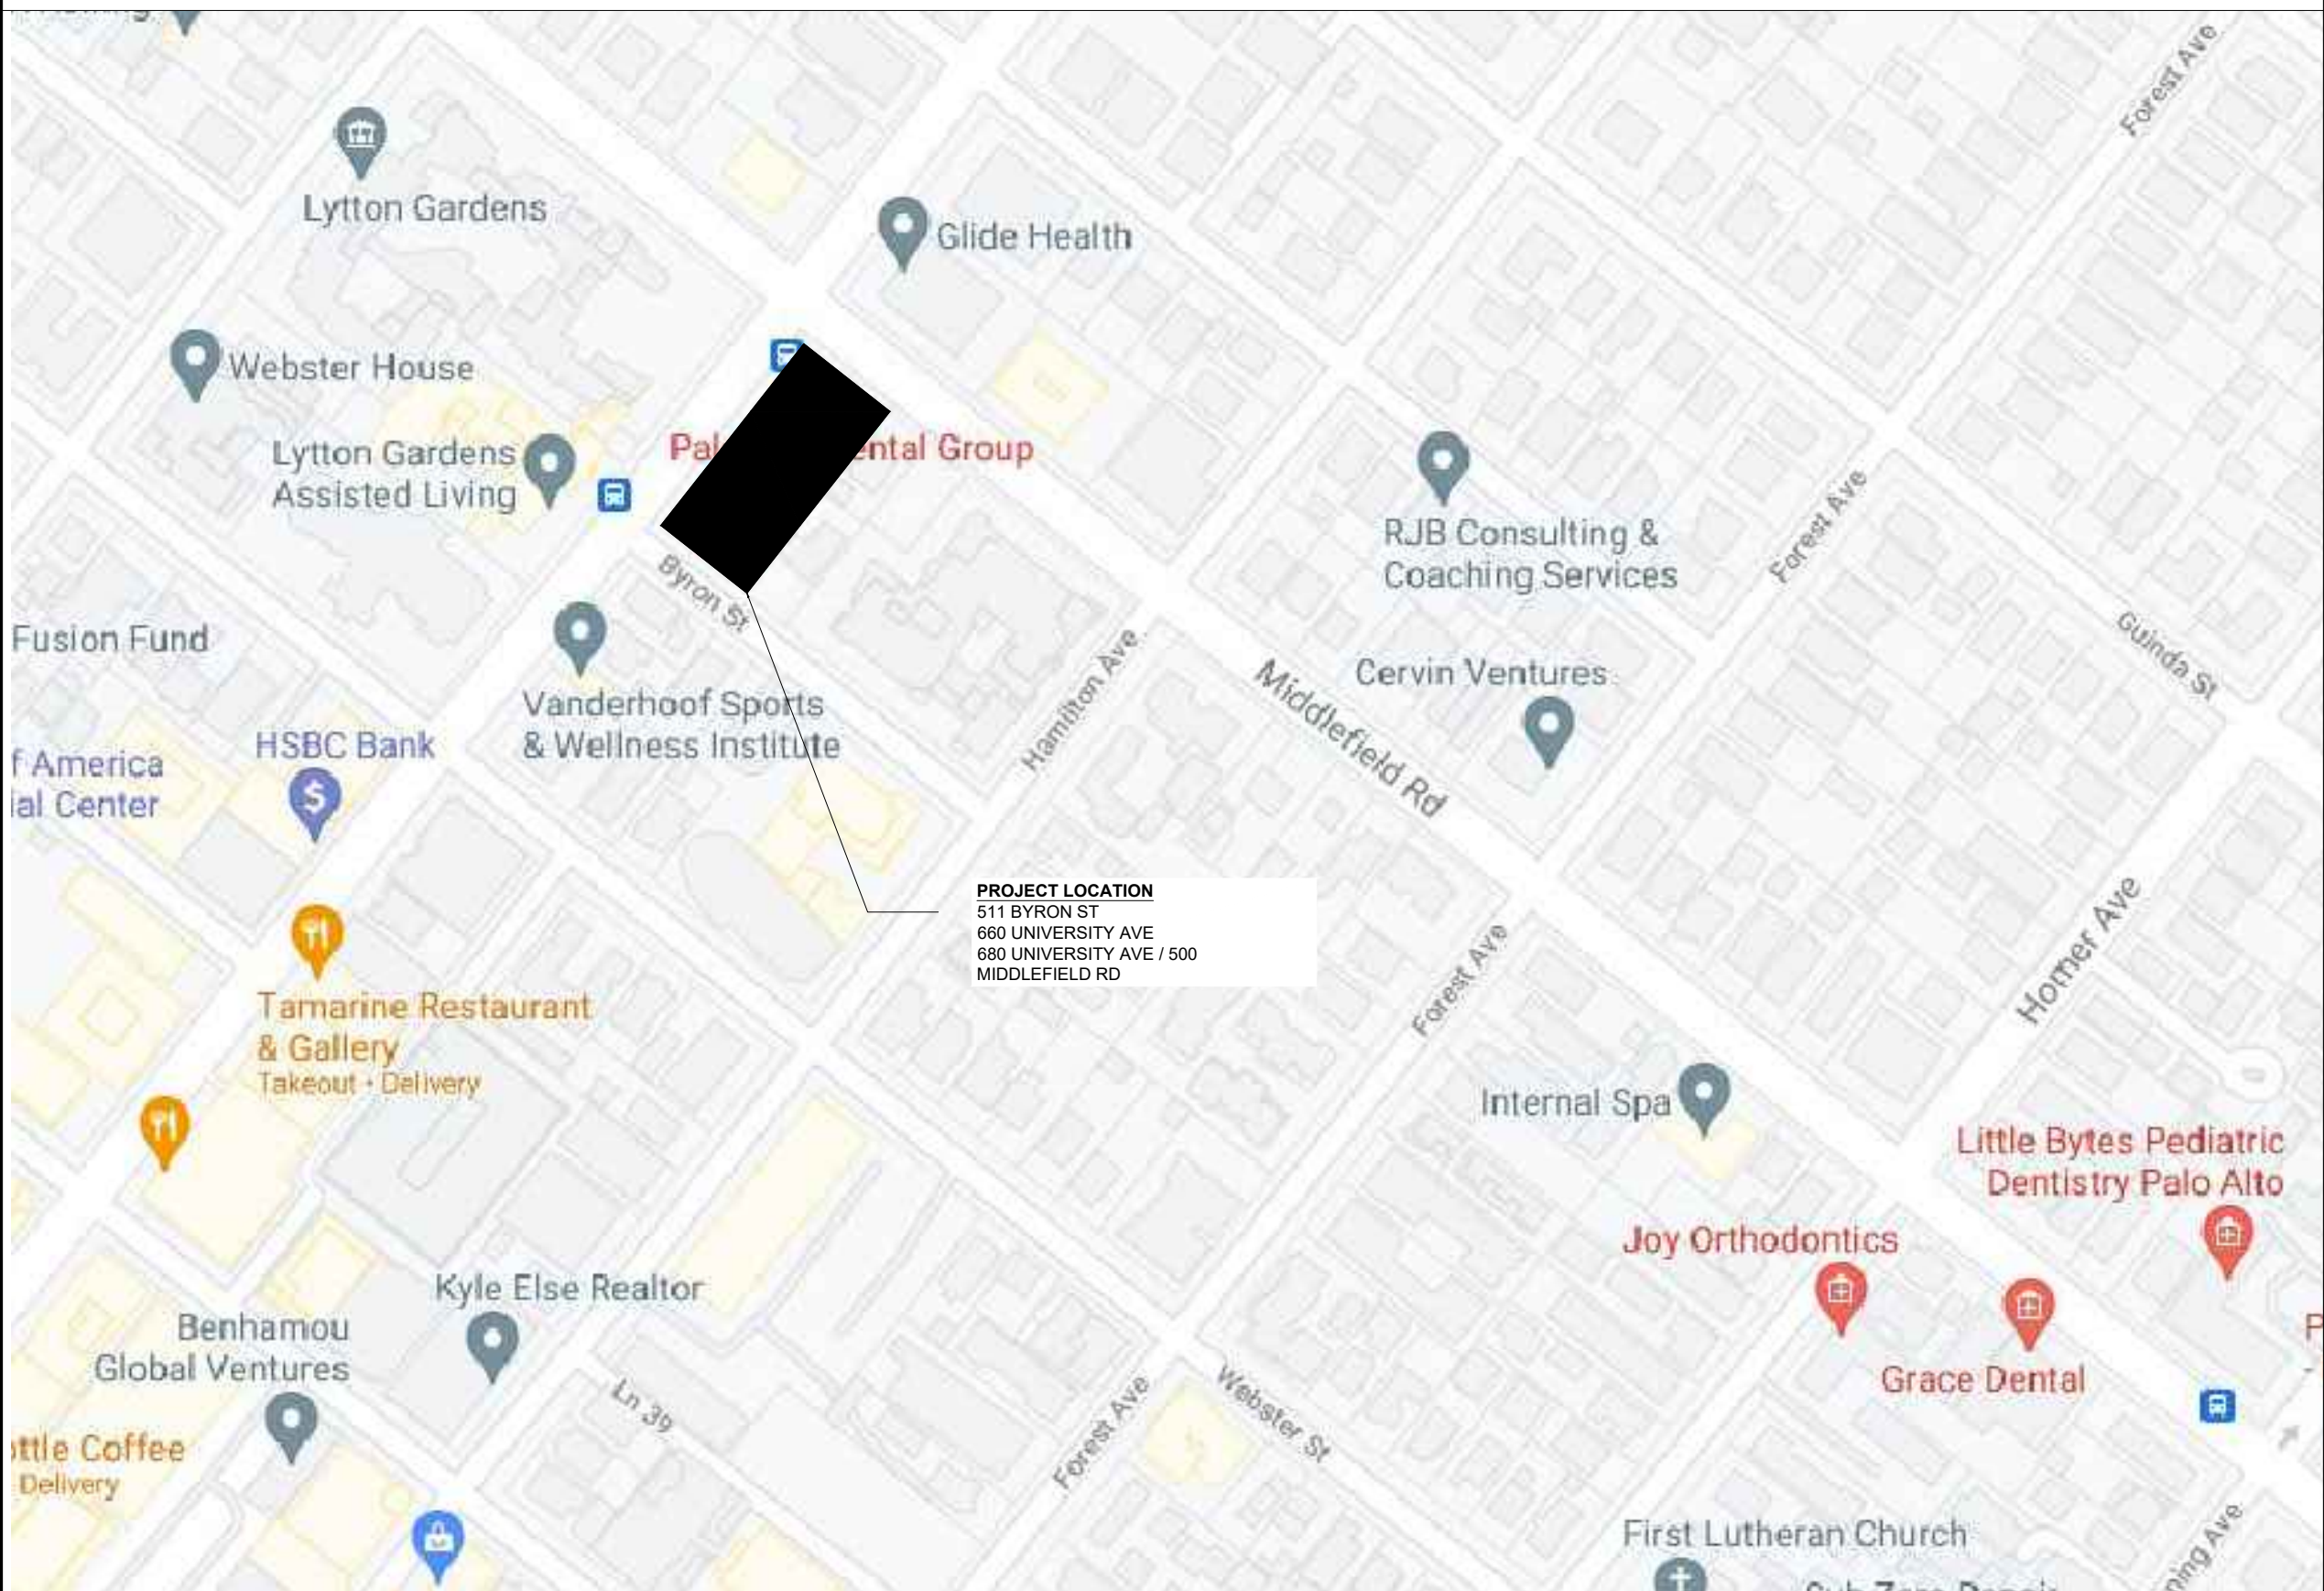 Lytton Gardens
Glide Health
Forest Ave
Webster House
Lytton Gardens
Assisted Living
Pal
ental Group
RJB Consulting &
Coaching Services
Forest Ave
Byron St
Fusion Fund
Vanderhoof Sports
& Wellness Institute
Hamilton Ave
Middlefield Rd
Cervin Ventures
Guinda St
HSBC Bank
f America
ial Center
PROJECT LOCATION
511 BYRON ST
660 UNIVERSITY AVE
680 UNIVERSITY AVE / 500
MIDDLEFIELD RD
Tamarine Restaurant
& Gallery
Takeout • Delivery
Forest Ave
Homer Ave
Internal Spa
Little Bytes Pediatric
Dentistry Palo Alto
Joy Orthodontics
Grace Dental
Kyle Else Realtor
Benhamou
Global Ventures
Ln 39
Forest Ave
Webster St
ottle Coffee
Delivery
First Lutheran Church
ning Ave